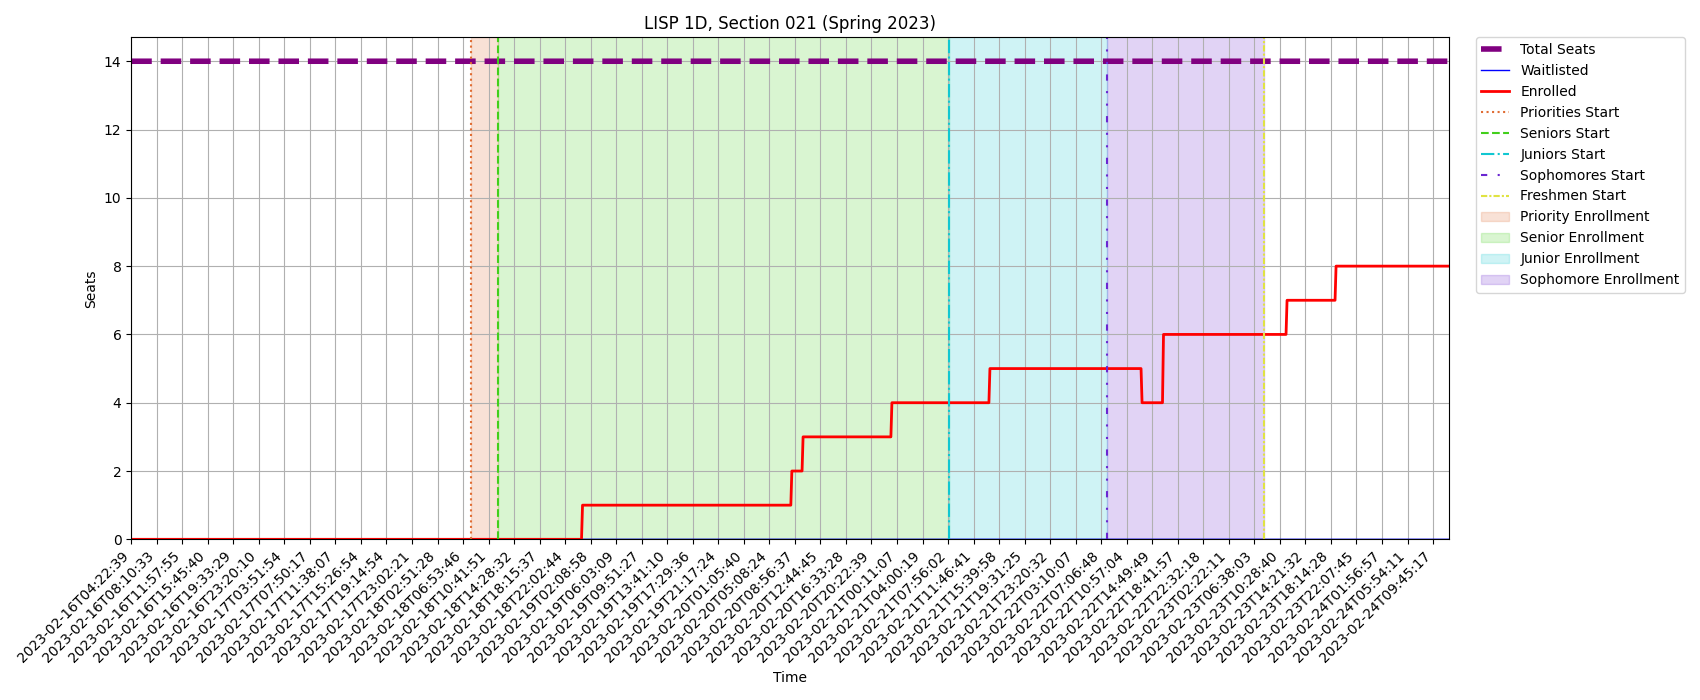 LISP 1D, Section 021 (Spring 2023)
Seats
14
12
10
8
6
4
2
0
Total Seats
Waitlisted
Enrolled
Priorities Start
Seniors Start
Juniors Start
Sophomores Start
Freshmen Start
Priority Enrollment
Senior Enrollment
Junior Enrollment
Sophomore Enrollment
2023-02-16T04:22:39
2023-02-16T08:10:33
2023-02-16T11:57:55
2023-02-16T15:45:40
2023-02-16T19:33:29
2023-02-16T23:20:10
2023-02-17T03:51:54
2023-02-17T07:50:17
2023-02-17T11:38:07
2023-02-17T15:26:54
2023-02-17T19:14:54
2023-02-17T23:02:21
2023-02-18T02:51:28
2023-02-18T06:53:46
2023-02-18T10:41:51
2023-02-18T14:28:32
2023-02-18T18:15:37
2023-02-18T22:02:44
2023-02-19T02:08:58
2023-02-19T06:03:09
2023-02-19T09:51:27
2023-02-19T13:41:10
2023-02-19T17:29:36
2023-02-19T21:17:24
2023-02-20T01:05:40
2023-02-20T05:08:24
2023-02-20T08:56:37
2023-02-20T12:44:45
2023-02-20T16:33:28
2023-02-20T20:22:39
2023-02-21T00:11:07
2023-02-21T04:00:19
2023-02-21T07:56:02
2023-02-21T11:46:41
2023-02-21T15:39:58
2023-02-21T19:31:25
2023-02-21T23:20:32
2023-02-22T03:10:07
2023-02-22T07:06:48
2023-02-22T10:57:04
2023-02-22T14:49:49
2023-02-22T18:41:57
2023-02-22T22:32:18
2023-02-23T02:22:11
2023-02-23T06:38:03
2023-02-23T10:28:40
2023-02-23T14:21:32
2023-02-23T18:14:28
2023-02-23T22:07:45
2023-02-24T01:56:57
2023-02-24T05:54:11
2023-02-24T09:45:17
Time